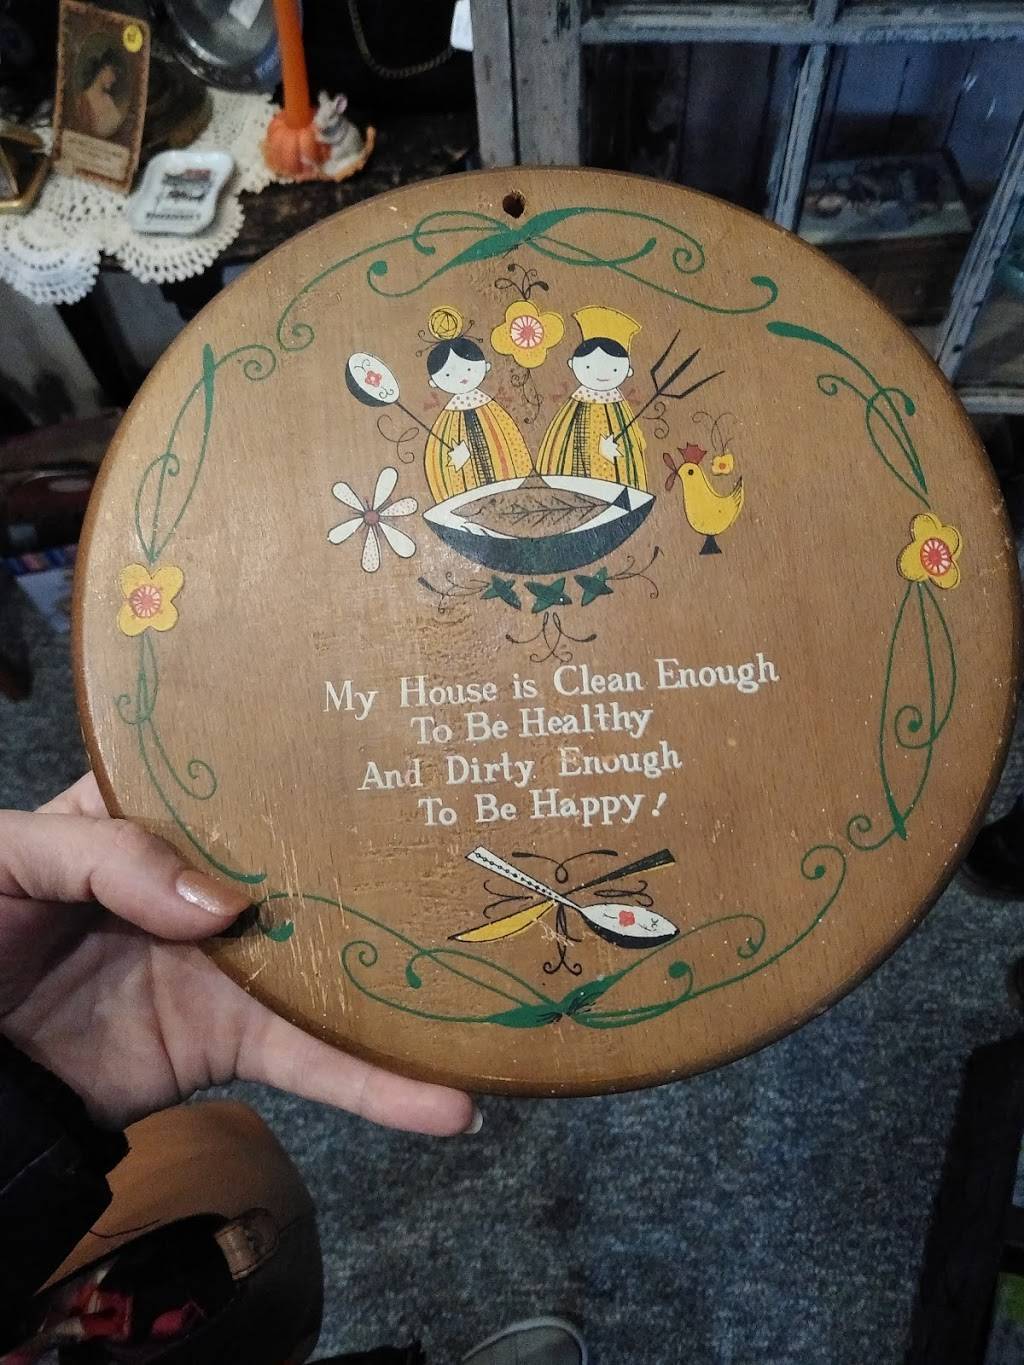 My House is Clean Enough
To Be Healthy
And Dirty Enough
To Be Happy!